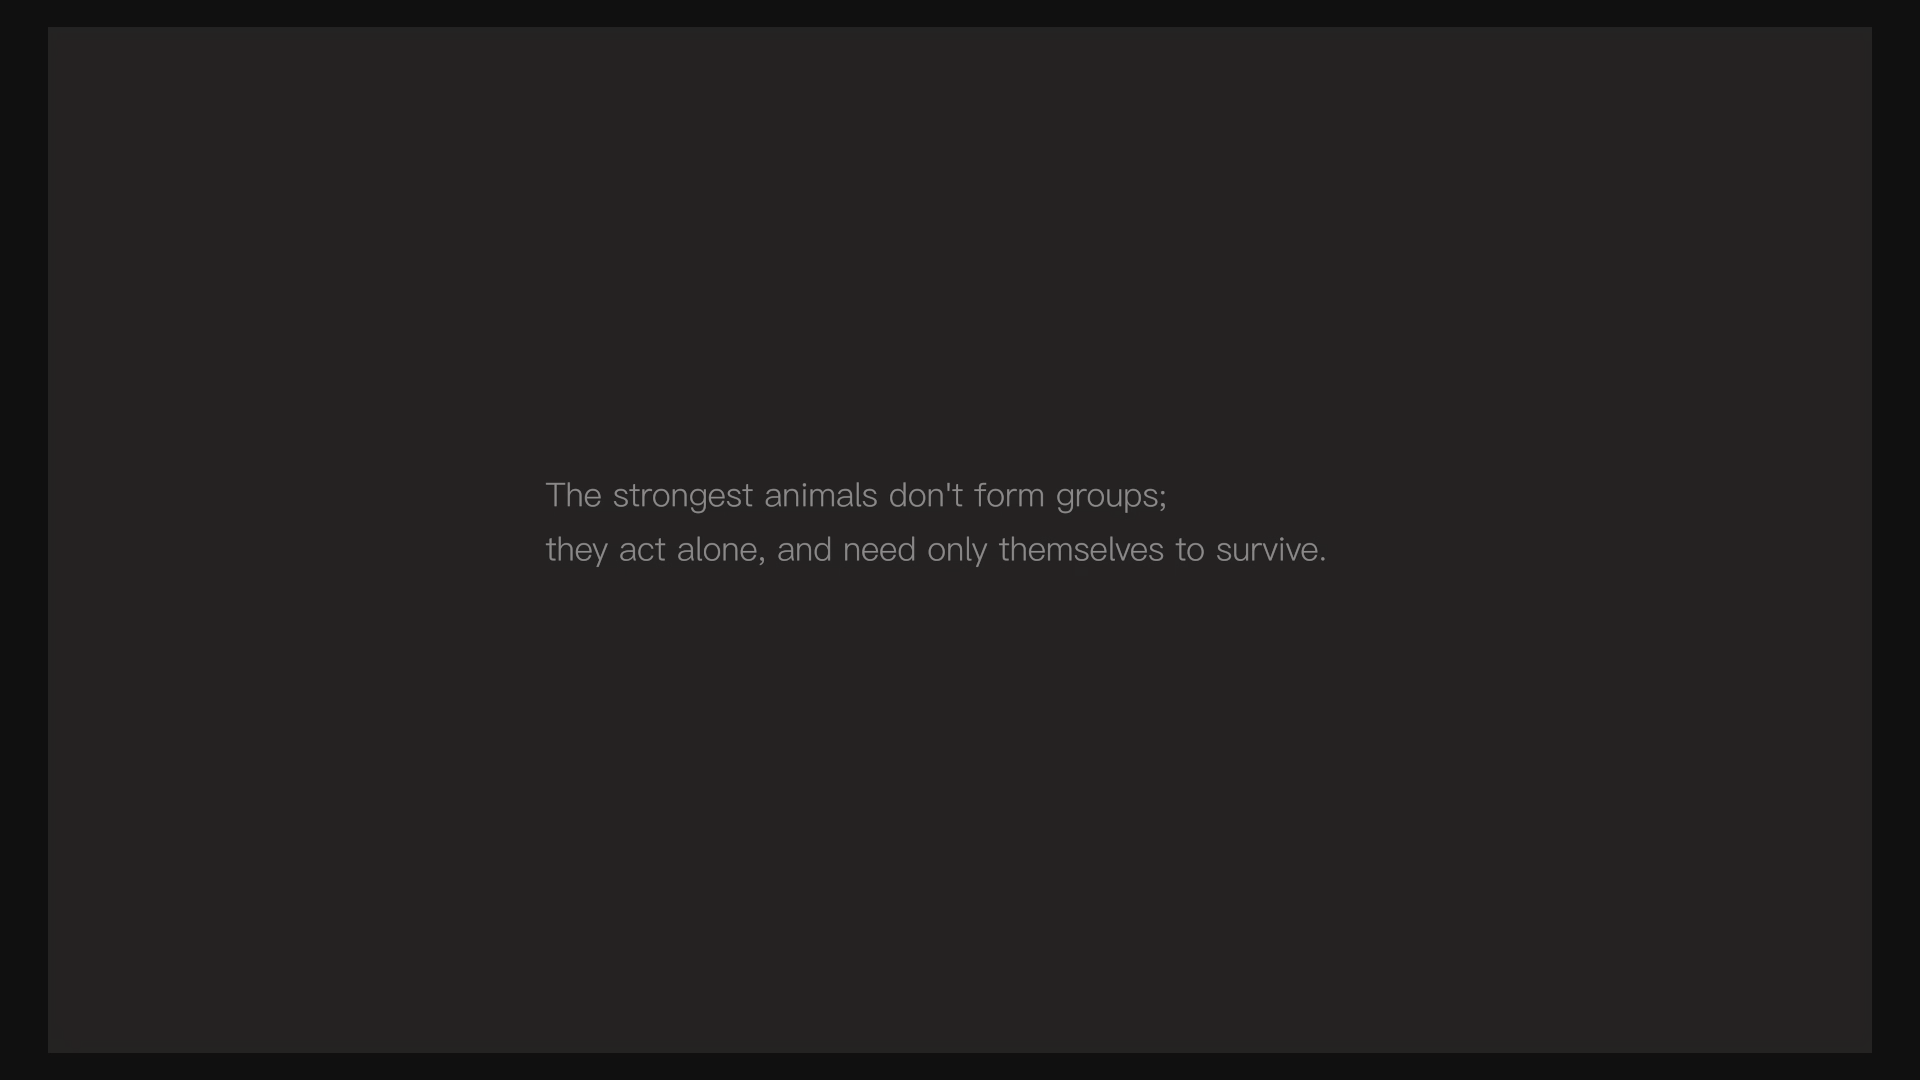 The strongest animals don't form groups;
they act alone, and need only themselves to survive.